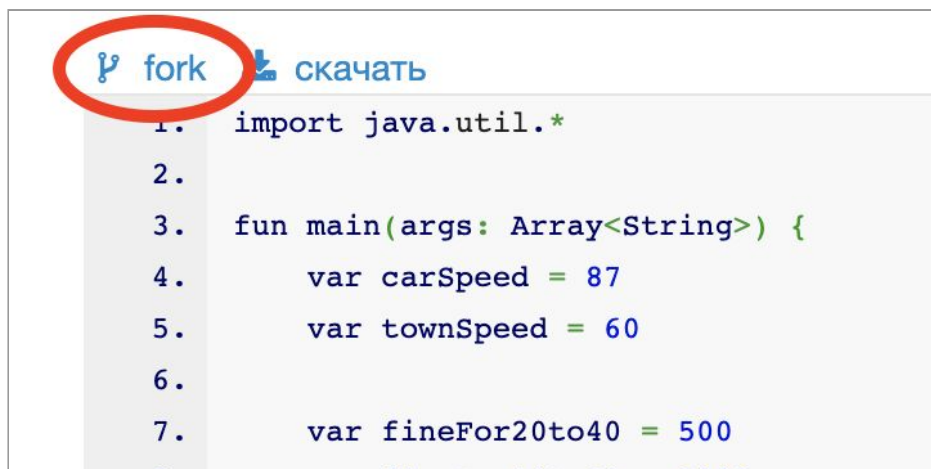 fork скачать
1. import java.util.*
2.
3. fun main(args: Array<String>) {
4. var carSpeed = 87
5. var townSpeed = 60
6.
7. var fineFor20to40 = 500